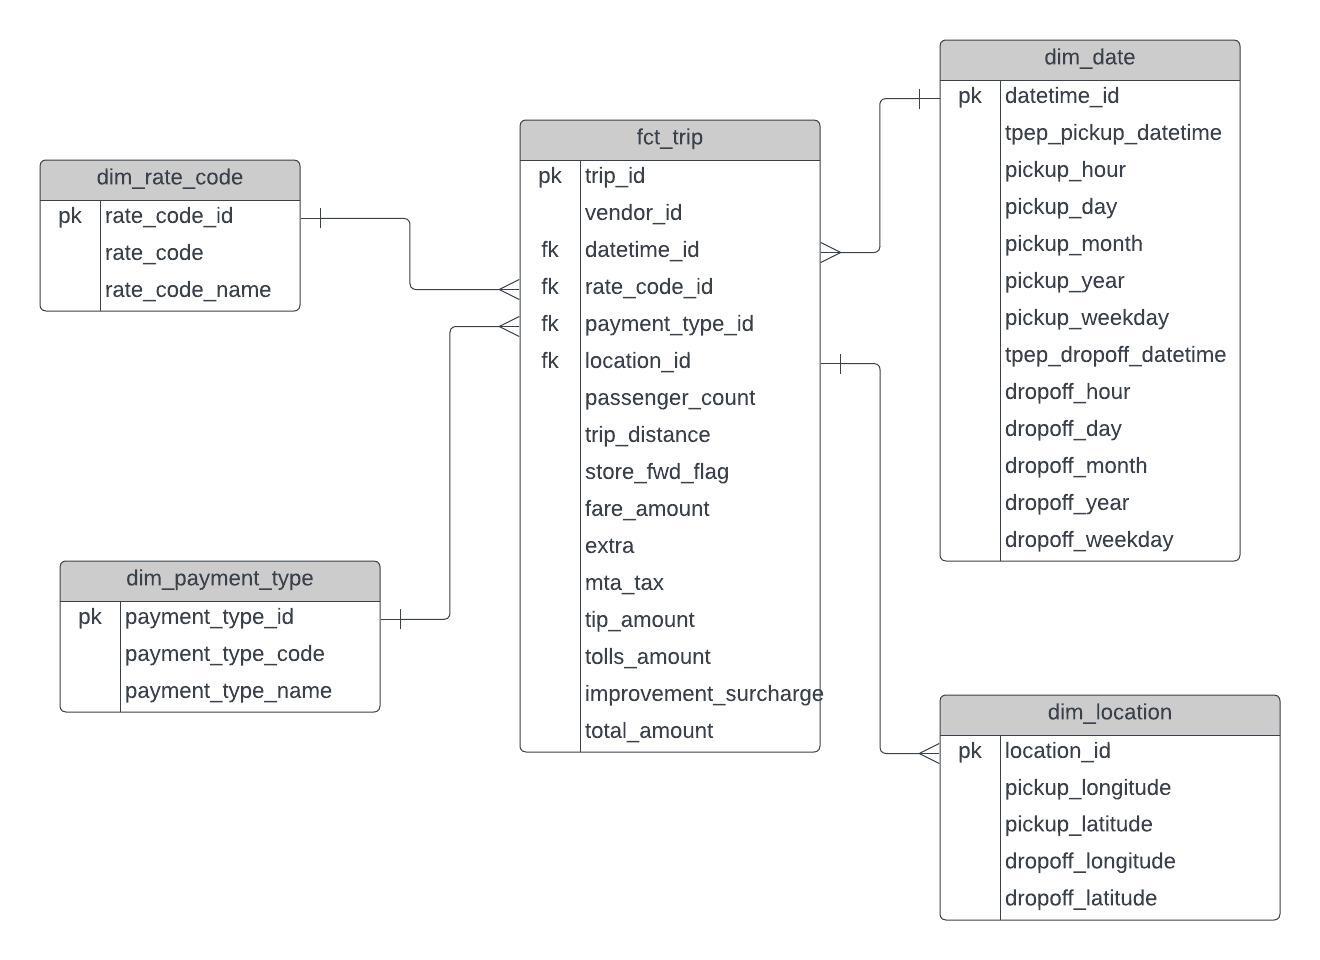 dim_rate_code
pk rate_code_id
rate_code
rate_code_name
dim_payment_type
pk payment_type_id
payment_type_code
payment_type_name
fct_trip
pk trip_id
vendor_id
fk datetime_id
fk rate_code_id
fk payment_type_id
fk location_id
passenger_count
trip_distance
store_fwd_flag
fare_amount
extra
mta_tax
tip_amount
tolls_amount
improvement_surcharge
total_amount
dim_date
pk datetime_id
tpep_pickup_datetime
pickup_hour
pickup_day
pickup_month
pickup_year
pickup_weekday
tpep_dropoff_datetime
dropoff_hour
dropoff_day
dropoff_month
dropoff_year
dropoff_weekday
dim_location
pk location_id
pickup_longitude
pickup_latitude
dropoff_longitude
dropoff_latitude